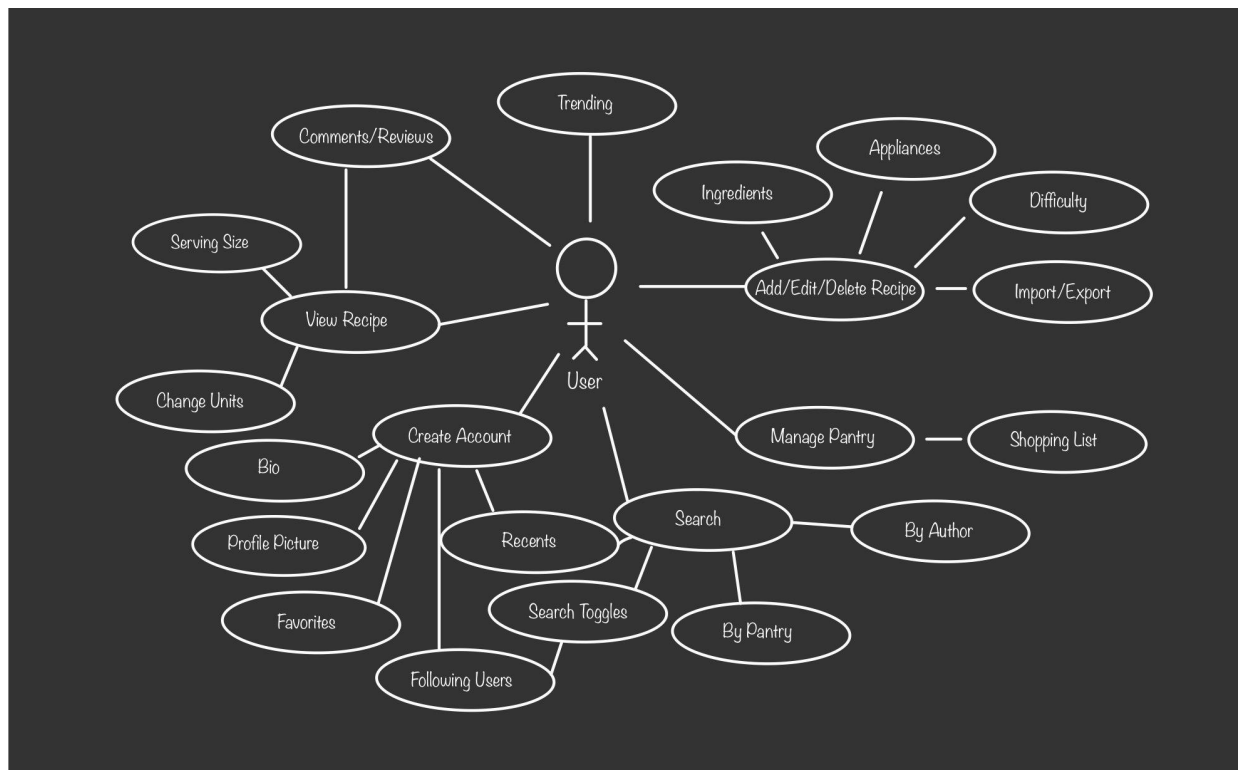 Trending
Comments/Reviews
Appliances
Ingredients
Difficulty
Serving Size
Add/Edit/Delete Recipe
Import/Export
View Recipe
User
Change Units
Create Account
Manage Pantry
Shopping List
Bio
Search
By Author
Profile Picture
Recents
Favorites
Search Toggles
By Pantry
Following Users